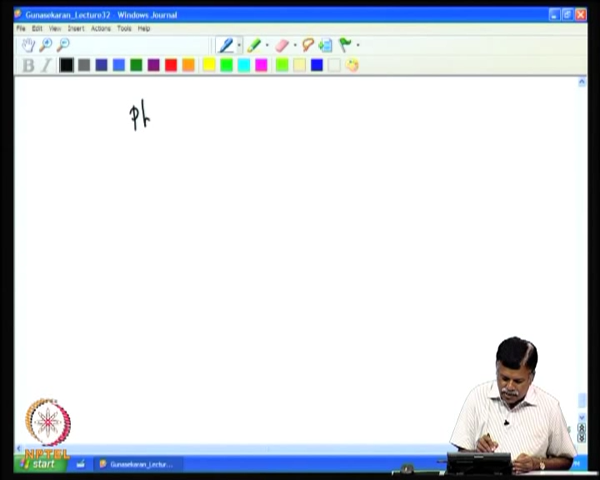 Gunasekaran_Lecture32 - Windows Journal
File Edit View Insert Actions Tools Help
B I
Ph
NPTEL
start
Gunasekaran_Lectur...